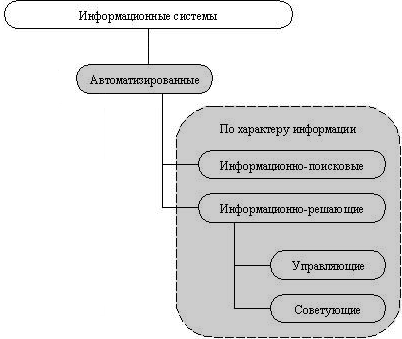 Информационные системы
Автоматизированные
По характеру информации
Информационно-поисковые
Информационно-решающие
Управляющие
Советующие